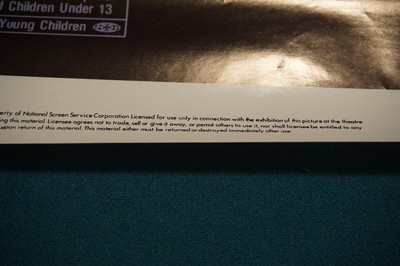 Children Under 13
Young Children
perty of National Screen Service Corporation Licensed for use only in connection with the exhibition of this picture at the theatre
ing this material. Licensee agrees not to trade, sell or give it away, or permit others to use it, nor shall licensee be entitled to any
upon return of this material. This material either must be returned or destroyed immediately after use.